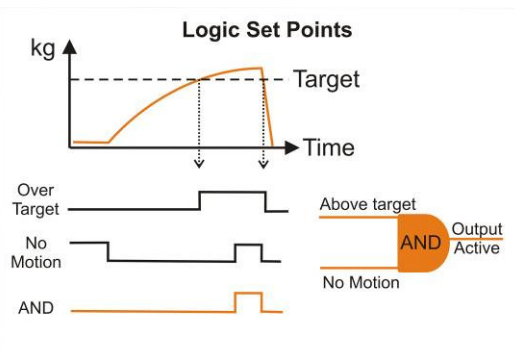 Logic Set Points
kg
Target
Time
Over
Target
No
Motion
AND
Above target
AND
Output
Active
No Motion